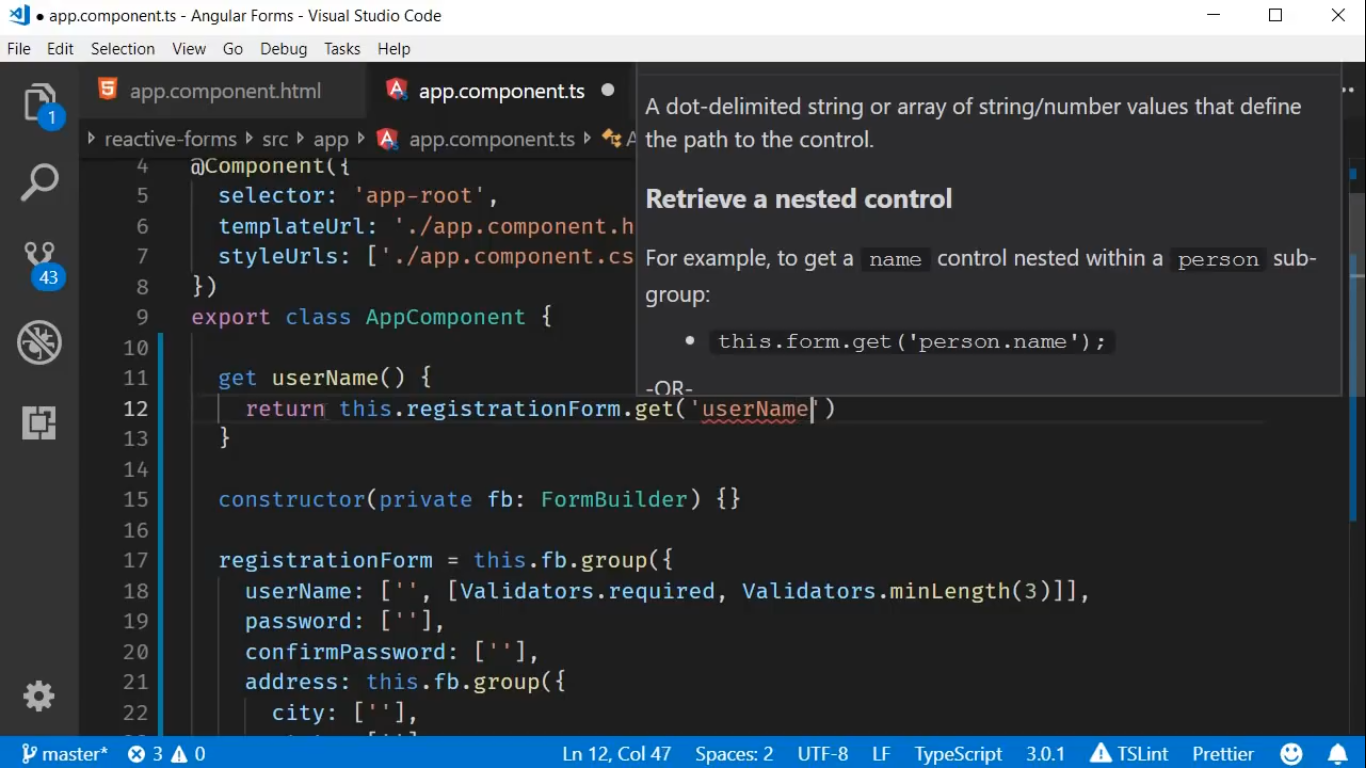 app.component.ts - Angular Forms - Visual Studio Code
File Edit Selection View Go Debug Tasks Help
app.component.html app.component.ts
reactive-forms src app app.component.ts A
A dot-delimited string or array of string/number values that define
the path to the control.
Retrieve a nested control
For example, to get a name control nested within a person sub-
group:
this.form.get('person.name');
-OR-
1
43
4 @Component({
5 selector: 'app-root',
6 templateUrl: './app.component.h
7 styleUrls: ['./app.component.cs
8 })
9 export class AppComponent {
10
11 get userName() {
12 return this.registrationForm.get('userName')
13 }
14
15 constructor(private fb: FormBuilder) {}
16
17 registrationForm = this.fb.group({
18 userName: ['', [Validators.required, Validators.minLength(3)]],
19 password: [''],
20 confirmPassword: [''],
21 address: this.fb.group({
22 city: [''],
master* 3 0 Ln 12, Col 47 Spaces: 2 UTF-8 LF TypeScript 3.0.1 TSLint Prettier